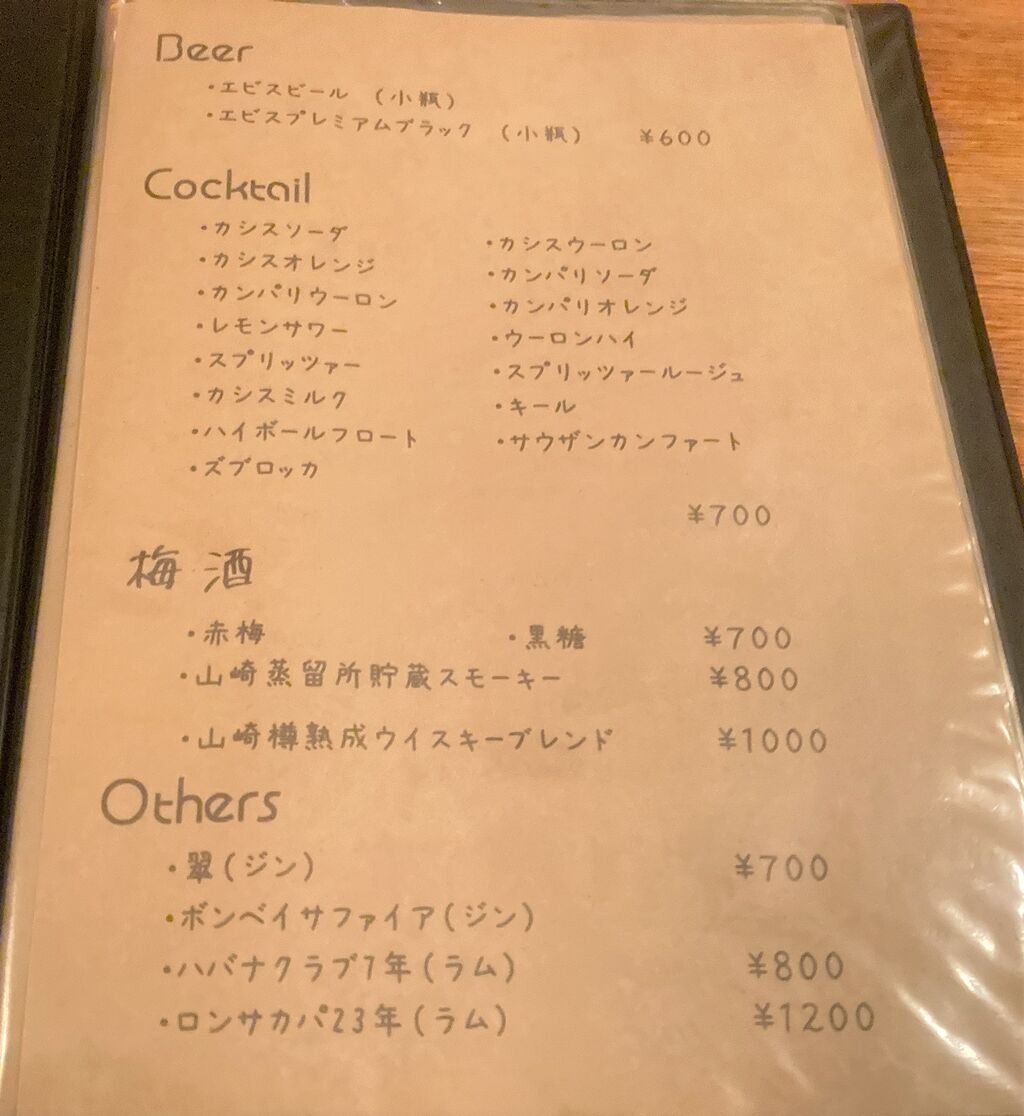 Beer
・エビスビール （小瓶）
・エビスプレミアムブラック （小瓶） ¥600
Cocktail
・カシスソーダ ・カシスウーロン
・カシスオレンジ ・カンパリソーダ
・カンパリウーロン ・カンパリオレンジ
・レモンサワー ・ウーロンハイ
・スプリッツァー ・スプリッツァールージュ
・カシスミルク ・キール
・ハイボールフロート ・サウザンカンファート
・ズブロッカ
¥700
梅酒
・赤梅 ・黒糖 ¥700
・山崎蒸留所貯蔵スモーキー ¥800
・山崎樽熟成ウイスキーブレンド ¥1000
Others
・翠(ジン) ¥700
・ボンベイサファイア(ジン)
・ハバナクラブ7年(ラム) ¥800
・ロンサカパ23年(ラム) ¥1200